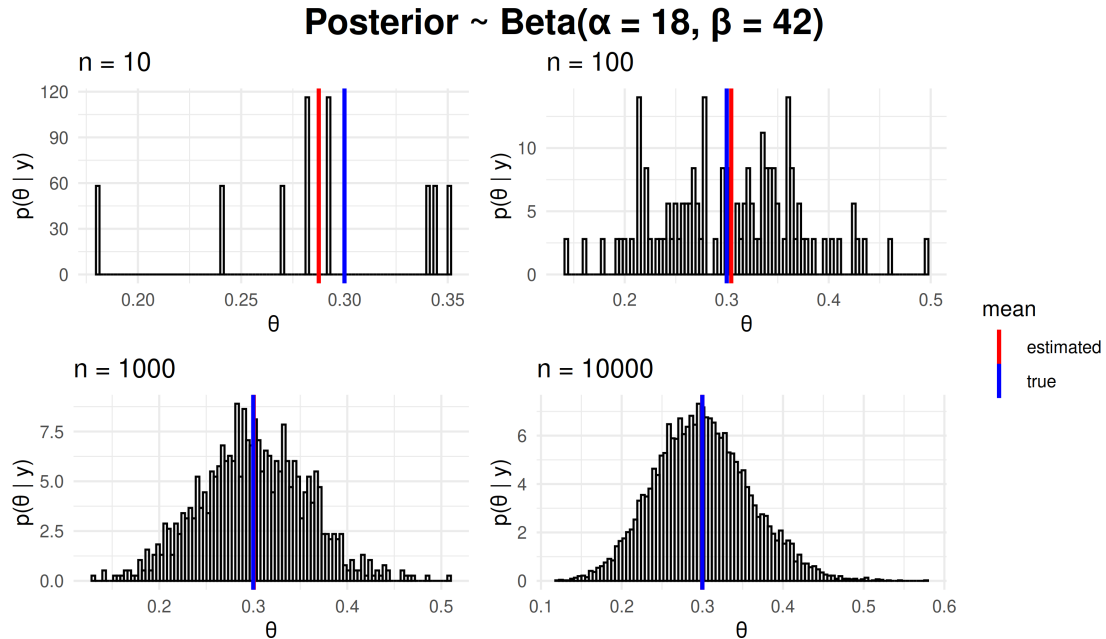 Posterior ~ Beta(α = 18, β = 42)
n = 10
120
90
60
30
0
p(θ | y)
0.20 0.25 0.30 0.35
θ
n = 100
10
5
0
p(θ | y)
0.2 0.3 0.4 0.5
θ
n = 1000
7.5
5.0
2.5
0.0
p(θ | y)
0.2 0.3 0.4 0.5
θ
n = 10000
6
4
2
0
p(θ | y)
0.1 0.2 0.3 0.4 0.5 0.6
θ
mean
estimated
true